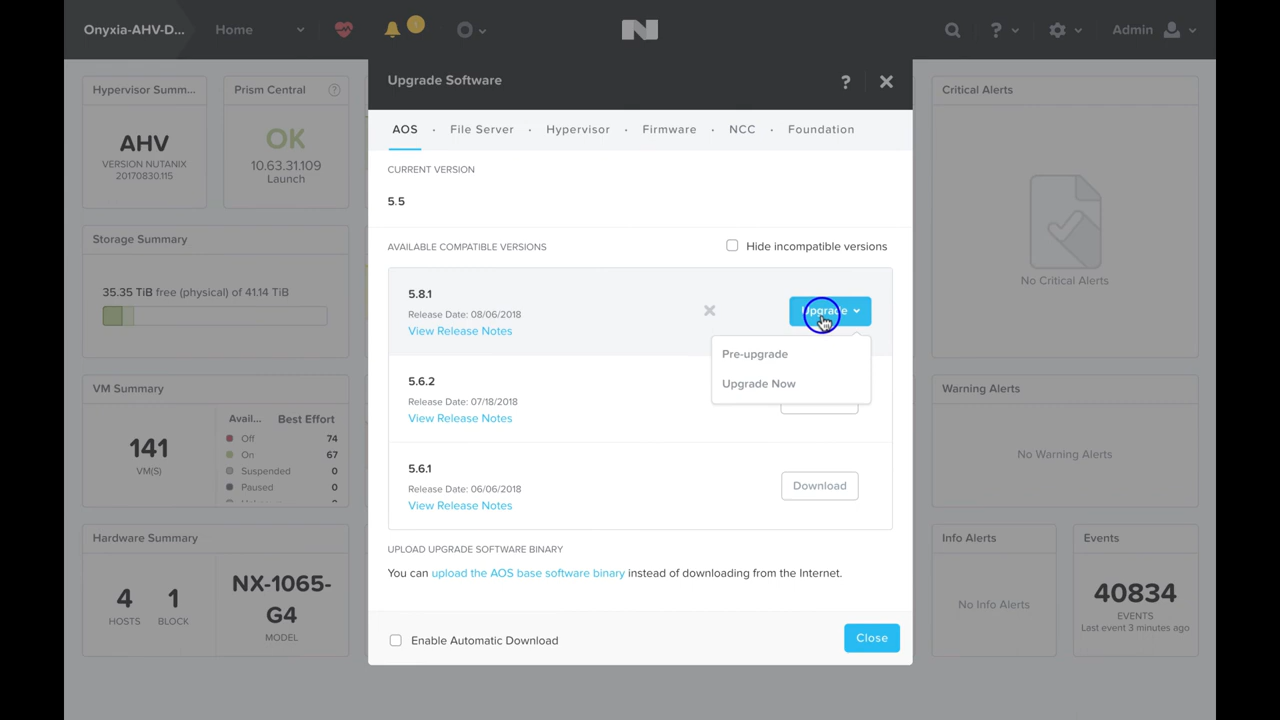 Onyxia-AHV-D...
Home
?
Admin
Upgrade Software
?
Hypervisor Summ...
AHV
VERSION NUTANIX
20170830.115
Prism Central
?
OK
10.63.31.109
Launch
Storage Summary
35.35 TiB free (physical) of 41.14 TiB
VM Summary
141
VM(S)
Avail...
Best Effort
Off 74
On 67
Suspended 0
Paused 0
Hardware Summary
4
HOSTS
1
BLOCK
NX-1065-
G4
MODEL
AOS · File Server · Hypervisor · Firmware · NCC · Foundation
CURRENT VERSION
5.5
AVAILABLE COMPATIBLE VERSIONS
Hide incompatible versions
5.8.1
Release Date: 08/06/2018
View Release Notes
Upgrade
Pre-upgrade
Upgrade Now
5.6.2
Release Date: 07/18/2018
View Release Notes
5.6.1
Release Date: 06/06/2018
View Release Notes
Download
UPLOAD UPGRADE SOFTWARE BINARY
You can upload the AOS base software binary instead of downloading from the Internet.
Enable Automatic Download
Close
Critical Alerts
No Critical Alerts
Warning Alerts
No Warning Alerts
Info Alerts
No Info Alerts
Events
40834
EVENTS
Last event 3 minutes ago